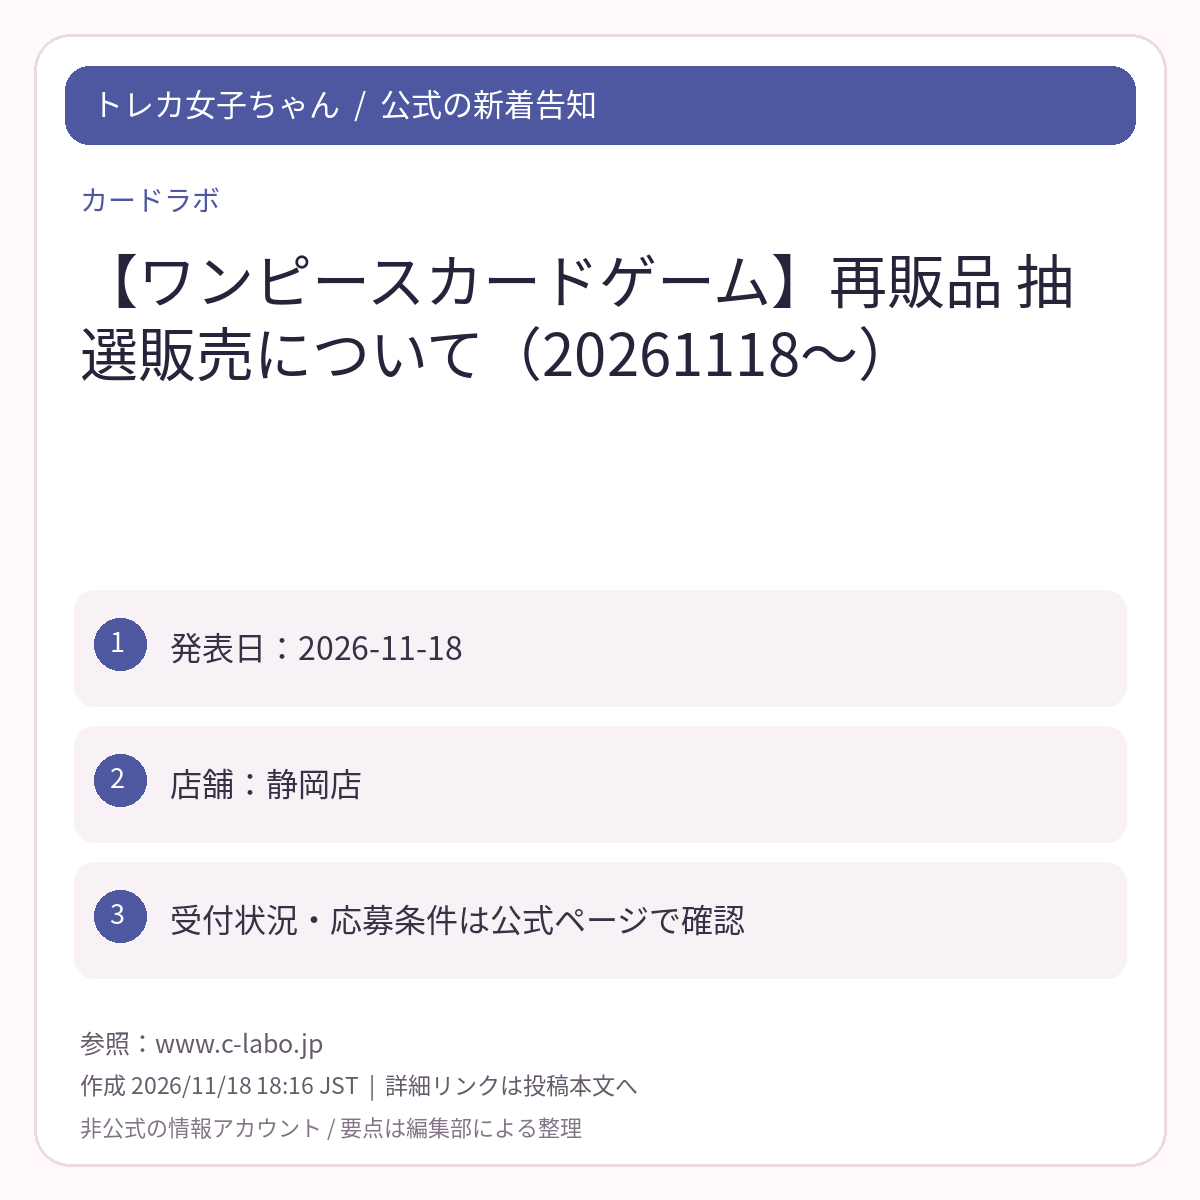 トレカ女子ちゃん / 公式の新着告知
カードラボ
【ワンピースカードゲーム】再販品 抽
選販売について（20261118～）
1 発表日：2026-11-18
2 店舗：静岡店
3 受付状況・応募条件は公式ページで確認
参照：www.c-labo.jp
作成 2026/11/18 18:16 JST｜詳細リンクは投稿本文へ
非公式の情報アカウント / 要点は編集部による整理